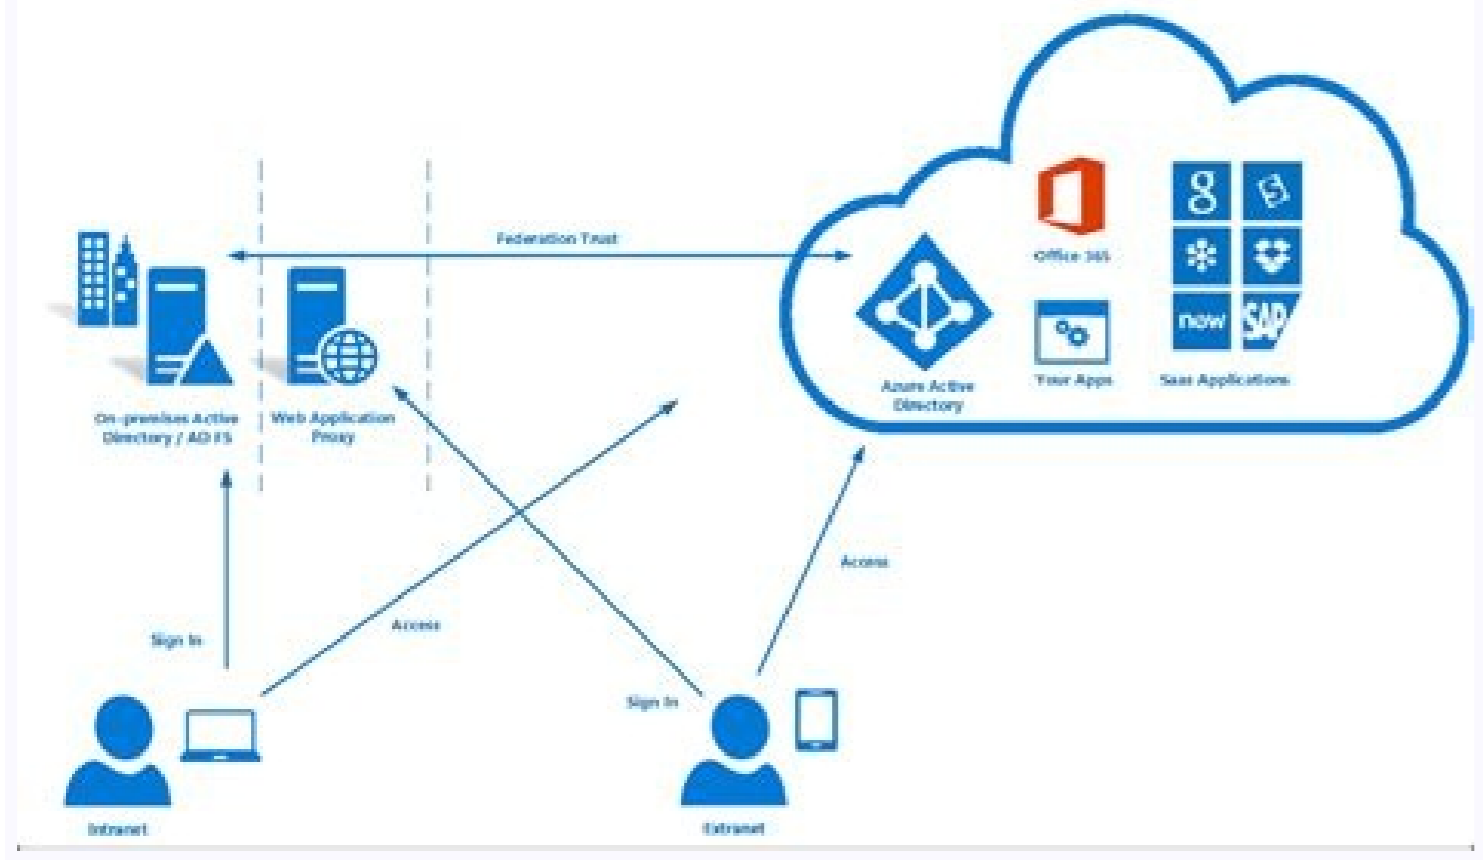 Federation Trust
On-premises Active
Directory / AD FS
Web Application
Proxy
Azure Active
Directory
Office 365
Your Apps
g
S
now
SAP
Saas Applications
Sign In
Access
Sign In
Access
Intranet
Extranet